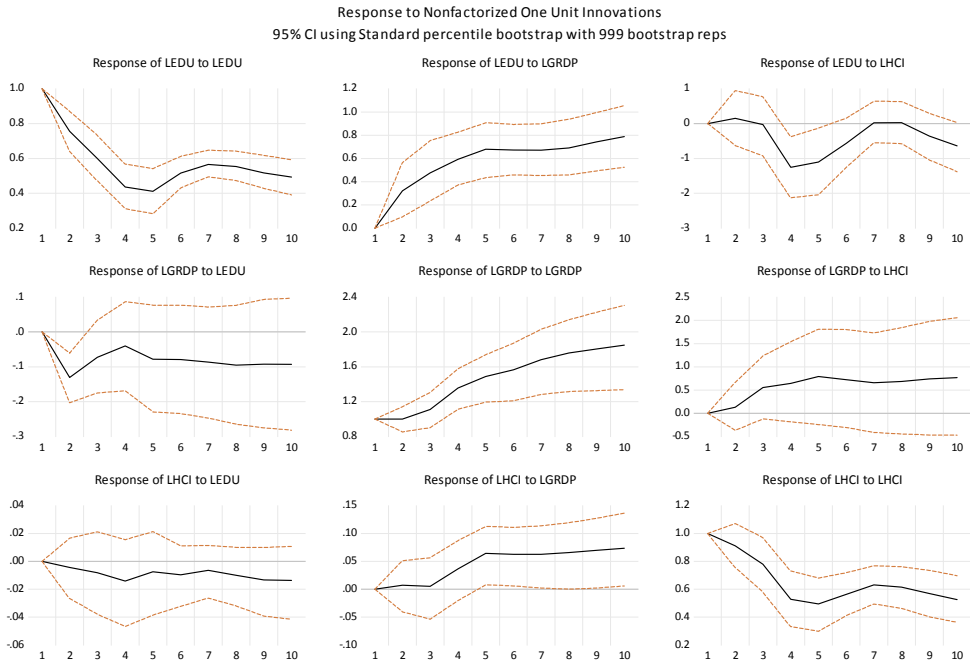 Response to Nonfactorized One Unit Innovations
95% CI using Standard percentile bootstrap with 999 bootstrap reps
Response of LEDU to LEDU
1.0
0.8
0.6
0.4
0.2
1 2 3 4 5 6 7 8 9 10
Response of LEDU to LGRDP
1.2
1.0
0.8
0.6
0.4
0.2
0.0
1 2 3 4 5 6 7 8 9 10
Response of LEDU to LHCI
1
0
-1
-2
-3
1 2 3 4 5 6 7 8 9 10
Response of LGRDP to LEDU
.1
.0
-.1
-.2
-.3
1 2 3 4 5 6 7 8 9 10
Response of LGRDP to LGRDP
2.4
2.0
1.6
1.2
0.8
1 2 3 4 5 6 7 8 9 10
Response of LGRDP to LHCI
2.5
2.0
1.5
1.0
0.5
0.0
-0.5
1 2 3 4 5 6 7 8 9 10
Response of LHCI to LEDU
.04
.02
.00
-.02
-.04
-.06
1 2 3 4 5 6 7 8 9 10
Response of LHCI to LGRDP
.15
.10
.05
.00
-.05
-.10
1 2 3 4 5 6 7 8 9 10
Response of LHCI to LHCI
1.2
1.0
0.8
0.6
0.4
0.2
1 2 3 4 5 6 7 8 9 10